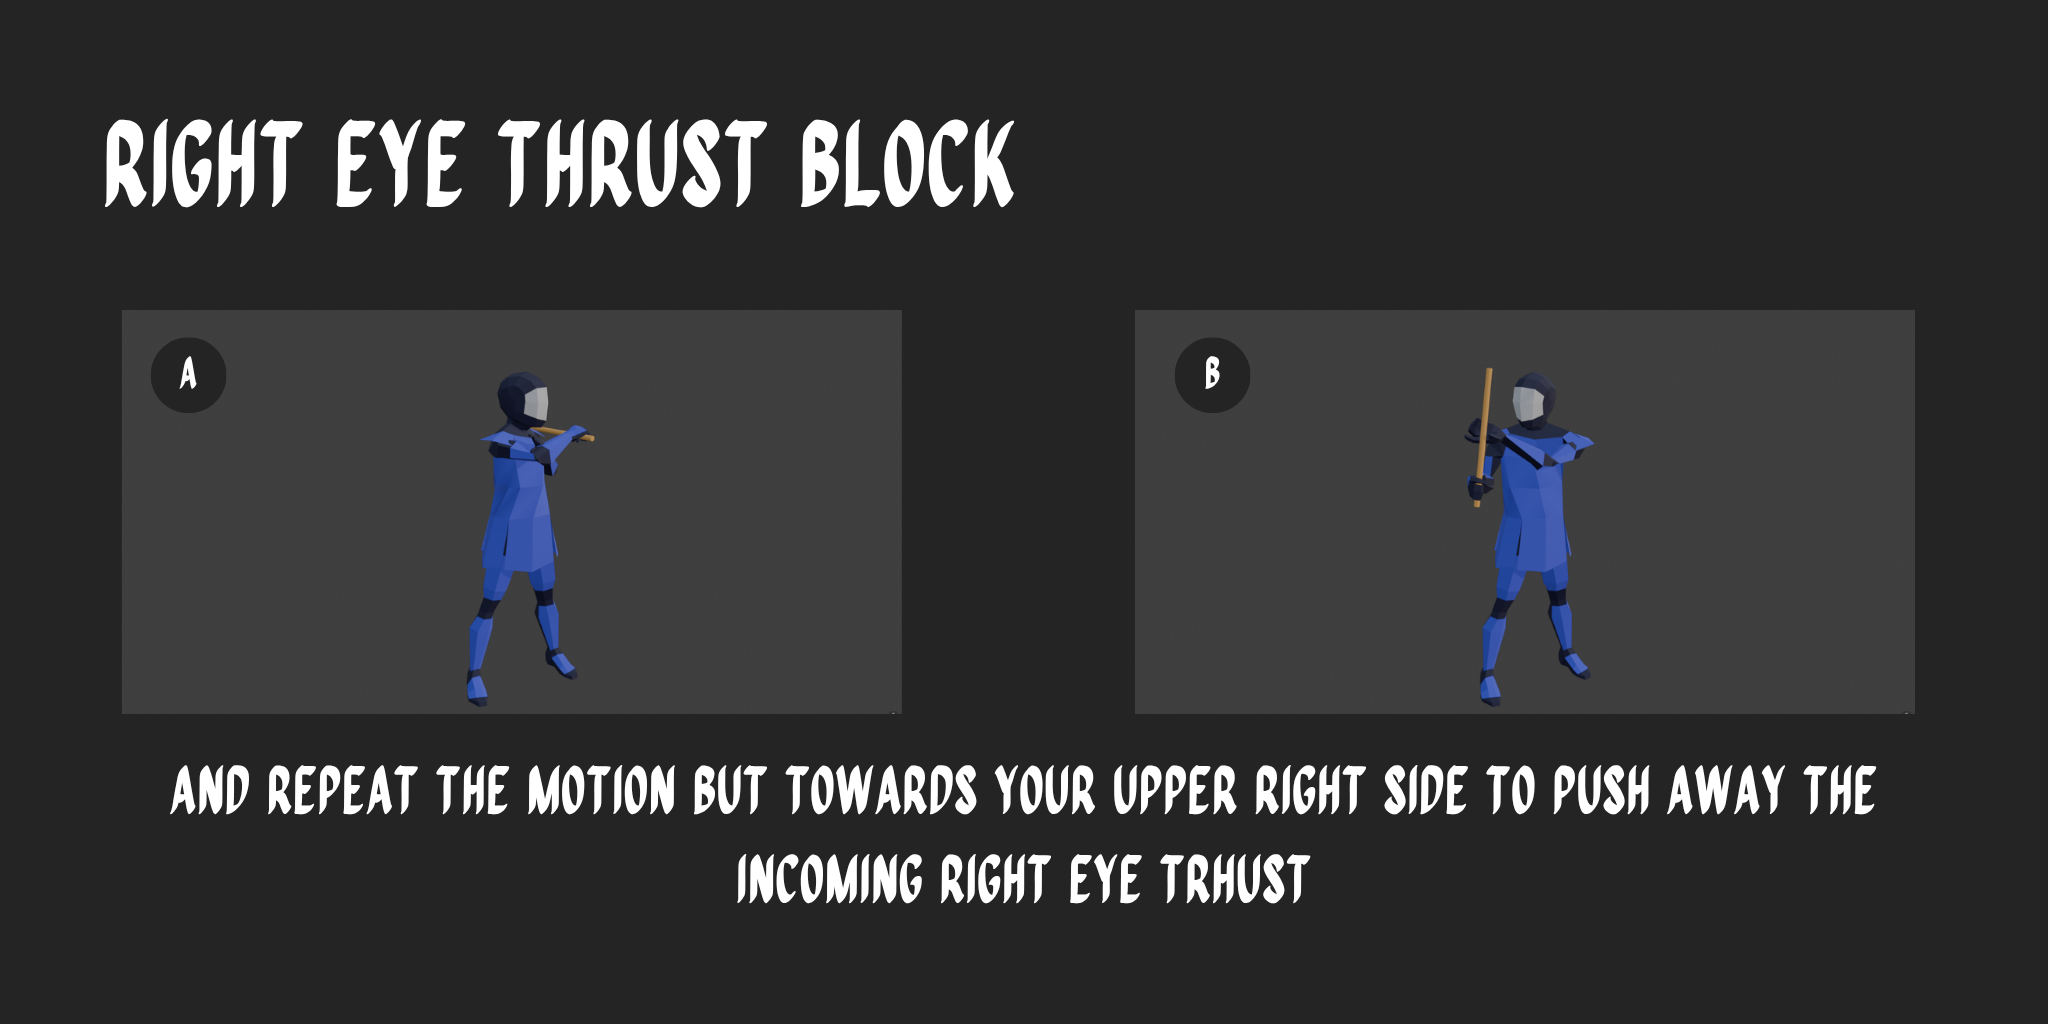 RIGHT EYE THRUST BLOCK
A
B
AND REPEAT THE MOTION BUT TOWARDS YOUR UPPER RIGHT SIDE TO PUSH AWAY THE
INCOMING RIGHT EYE TRHUST